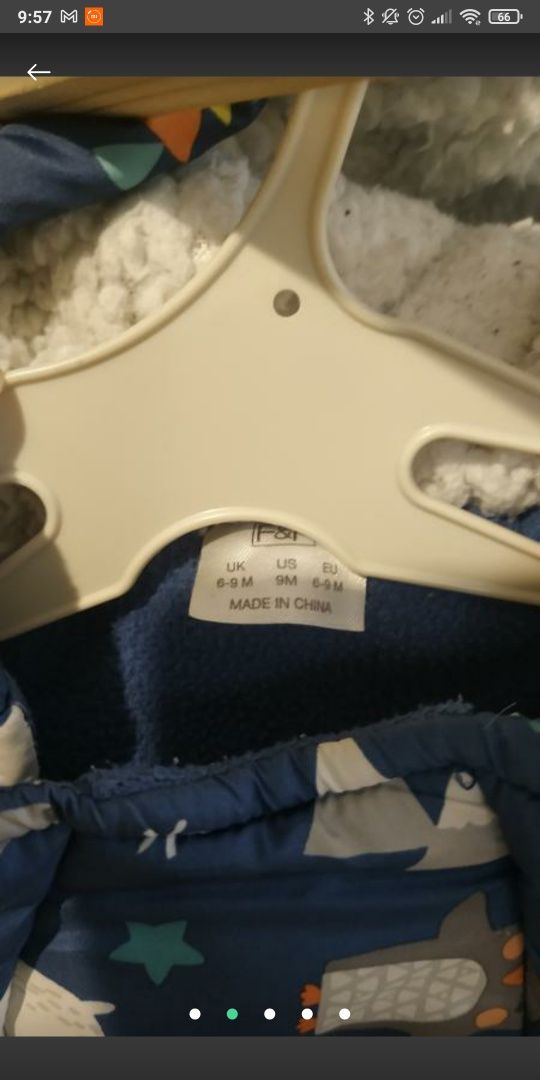 9:57
66
F&F
UK US EU
6-9 M 9M 6-9 M
MADE IN CHINA